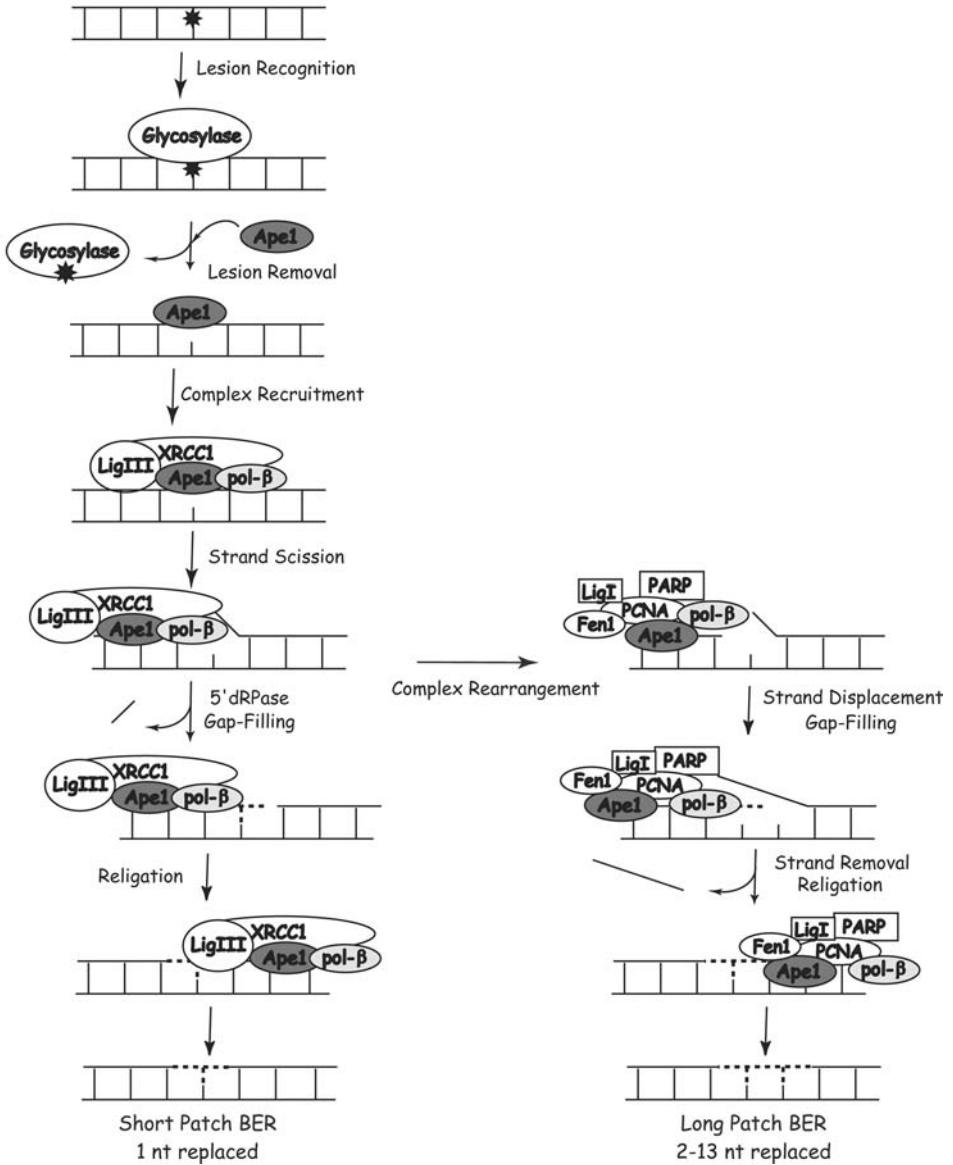 Lesion Recognition
Glycosylase
Glycosylase
Ape1
Lesion Removal
Ape1
Complex Recruitment
LigIII
XRCC1
Ape1
pol-β
Strand Scission
LigIII
XRCC1
Ape1
pol-β
Complex Rearrangement
LigI
PARP
PCNA
Fen1
Ape1
pol-β
5'dRPase
Gap-Filling
Strand Displacement
Gap-Filling
LigIII
XRCC1
Ape1
pol-β
LigI
PARP
Fen1
PCNA
Ape1
pol-β
Religation
Strand Removal
Religation
LigIII
XRCC1
Ape1
pol-β
LigI
PARP
Fen1
PCNA
Ape1
pol-β
Short Patch BER
1 nt replaced
Long Patch BER
2-13 nt replaced